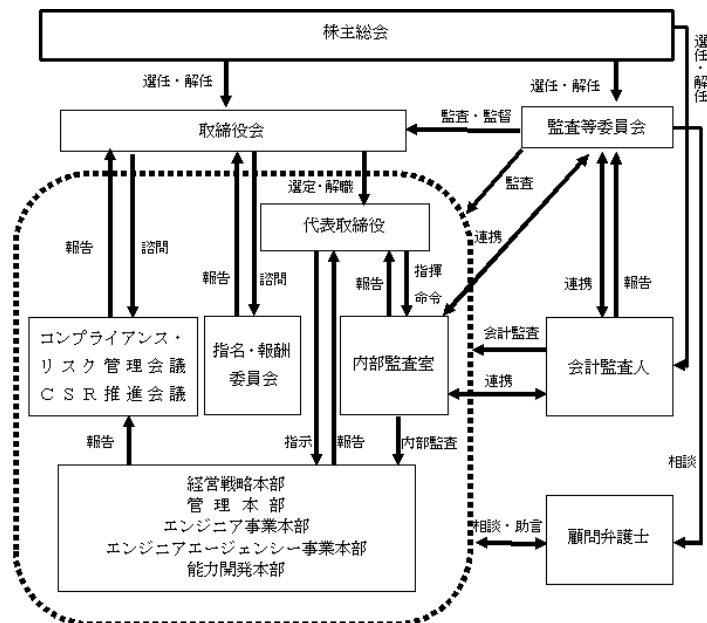 株主総会
選任・解任
選任・解任
選任・解任
取締役会
監査・監督
監査等委員会
選定・解職
監査
代表取締役
連携
報告
諮問
報告
諮問
報告
指揮
命令
連携
報告
コンプライアンス・
リスク管理会議
CSR推進会議
指名・報酬
委員会
内部監査室
会計監査
会計監査人
連携
報告
指示
報告
内部監査
相談
経営戦略本部
管理本部
エンジニア事業本部
エンジニアエージェンシー事業本部
能力開発本部
相談・助言
顧問弁護士